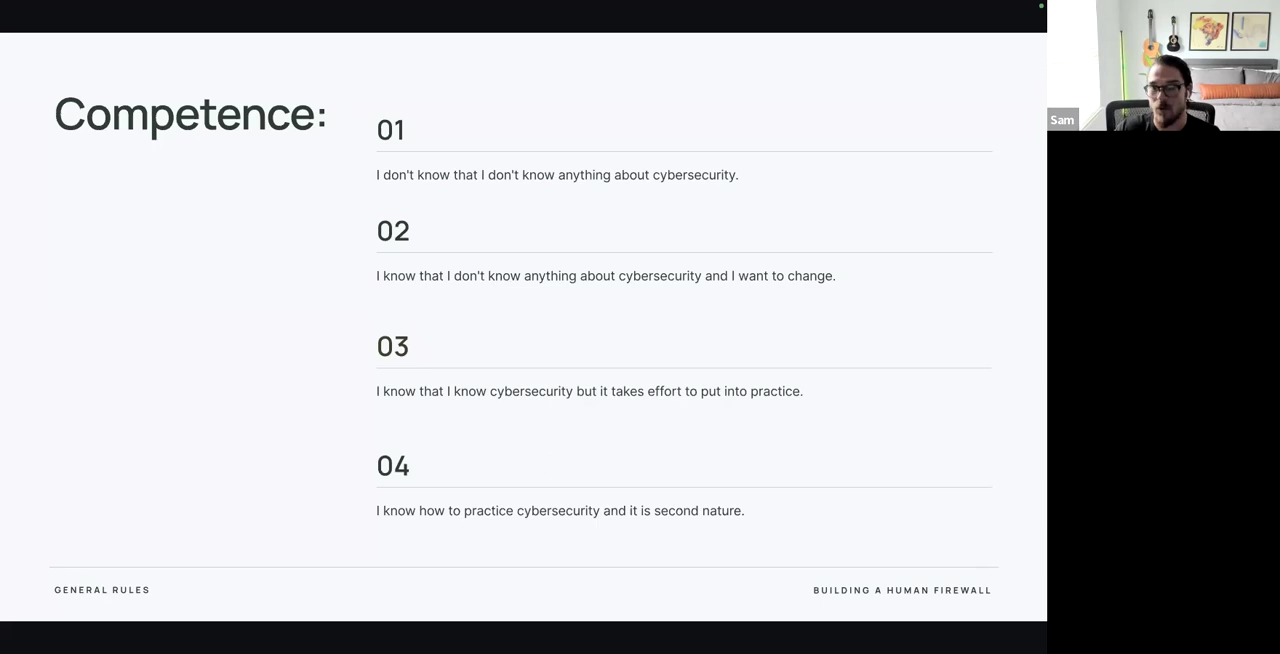 Competence:
01
I don't know that I don't know anything about cybersecurity.
02
I know that I don't know anything about cybersecurity and I want to change.
03
I know that I know cybersecurity but it takes effort to put into practice.
04
I know how to practice cybersecurity and it is second nature.
GENERAL RULES
BUILDING A HUMAN FIREWALL
Sam